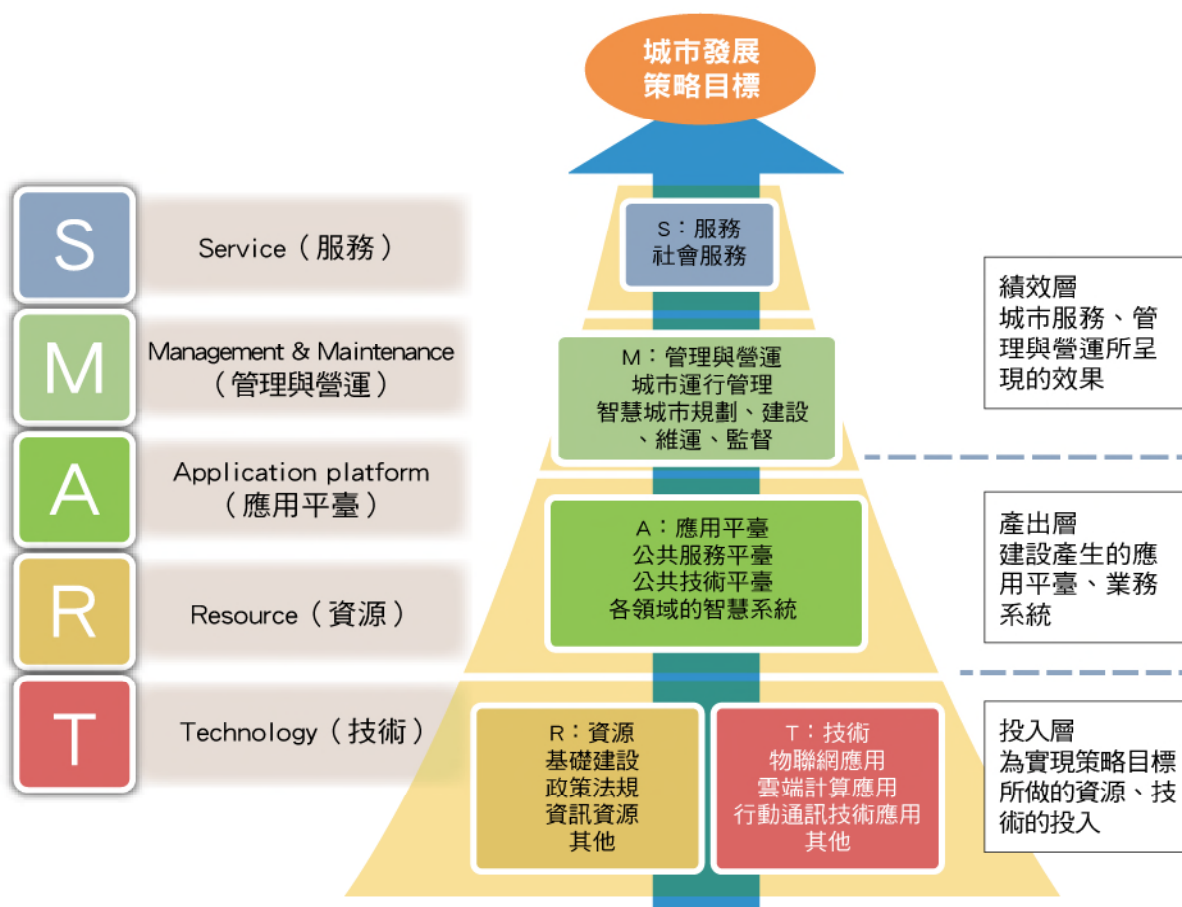 城市發展
策略目標
S
Service（服務）
M
Management & Maintenance
（管理與營運）
A
Application platform
（應用平臺）
R
Resource（資源）
T
Technology（技術）
S：服務
社會服務
M：管理與營運
城市運行管理
智慧城市規劃、建設
、維運、監督
A：應用平臺
公共服務平臺
公共技術平臺
各領域的智慧系統
R：資源
基礎建設
政策法規
資訊資源
其他
T：技術
物聯網應用
雲端計算應用
行動通訊技術應用
其他
績效層
城市服務、管
理與營運所呈
現的效果
產出層
建設產生的應
用平臺、業務
系統
投入層
為實現策略目標
所做的資源、技
術的投入